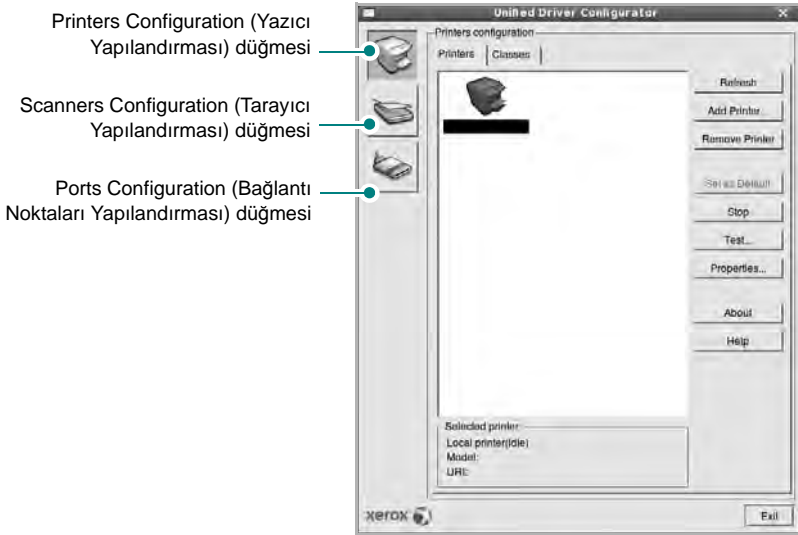 Printers Configuration (Yazıcı
Yapılandırması) düğmesi
Scanners Configuration (Tarayıcı
Yapılandırması) düğmesi
Ports Configuration (Bağlantı
Noktaları Yapılandırması) düğmesi
Unified Driver Configurator
Printers configuration
Printers
Classes
Refresh
Add Printer...
Remove Printer
Set as Default
Stop
Test...
Properties...
About
Help
Selected printer:
Local printer(idle)
Model:
URI:
xerox
Exit